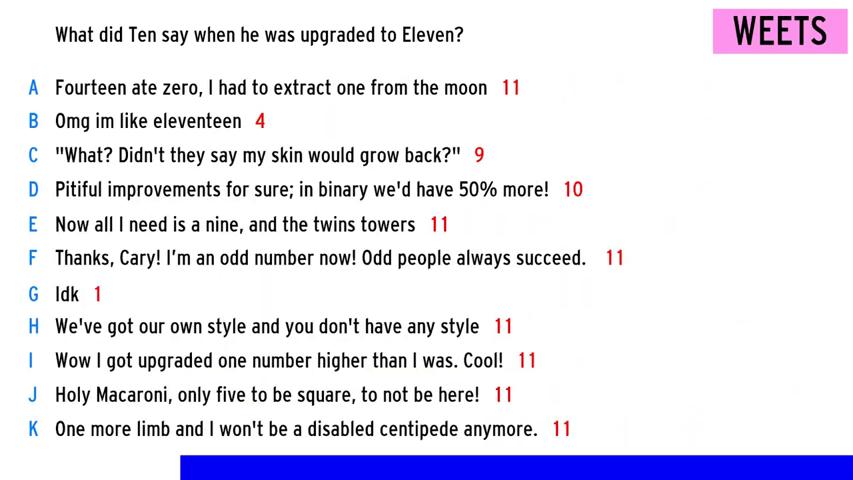 What did Ten say when he was upgraded to Eleven?
WEETS
A Fourteen ate zero, I had to extract one from the moon 11
B Omg im like eleventeen 4
C "What? Didn't they say my skin would grow back?" 9
D Pitiful improvements for sure; in binary we'd have 50% more! 10
E Now all I need is a nine, and the twins towers 11
F Thanks, Cary! I'm an odd number now! Odd people always succeed. 11
G Idk 1
H We've got our own style and you don't have any style 11
I Wow I got upgraded one number higher than I was. Cool! 11
J Holy Macaroni, only five to be square, to not be here! 11
K One more limb and I won't be a disabled centipede anymore. 11